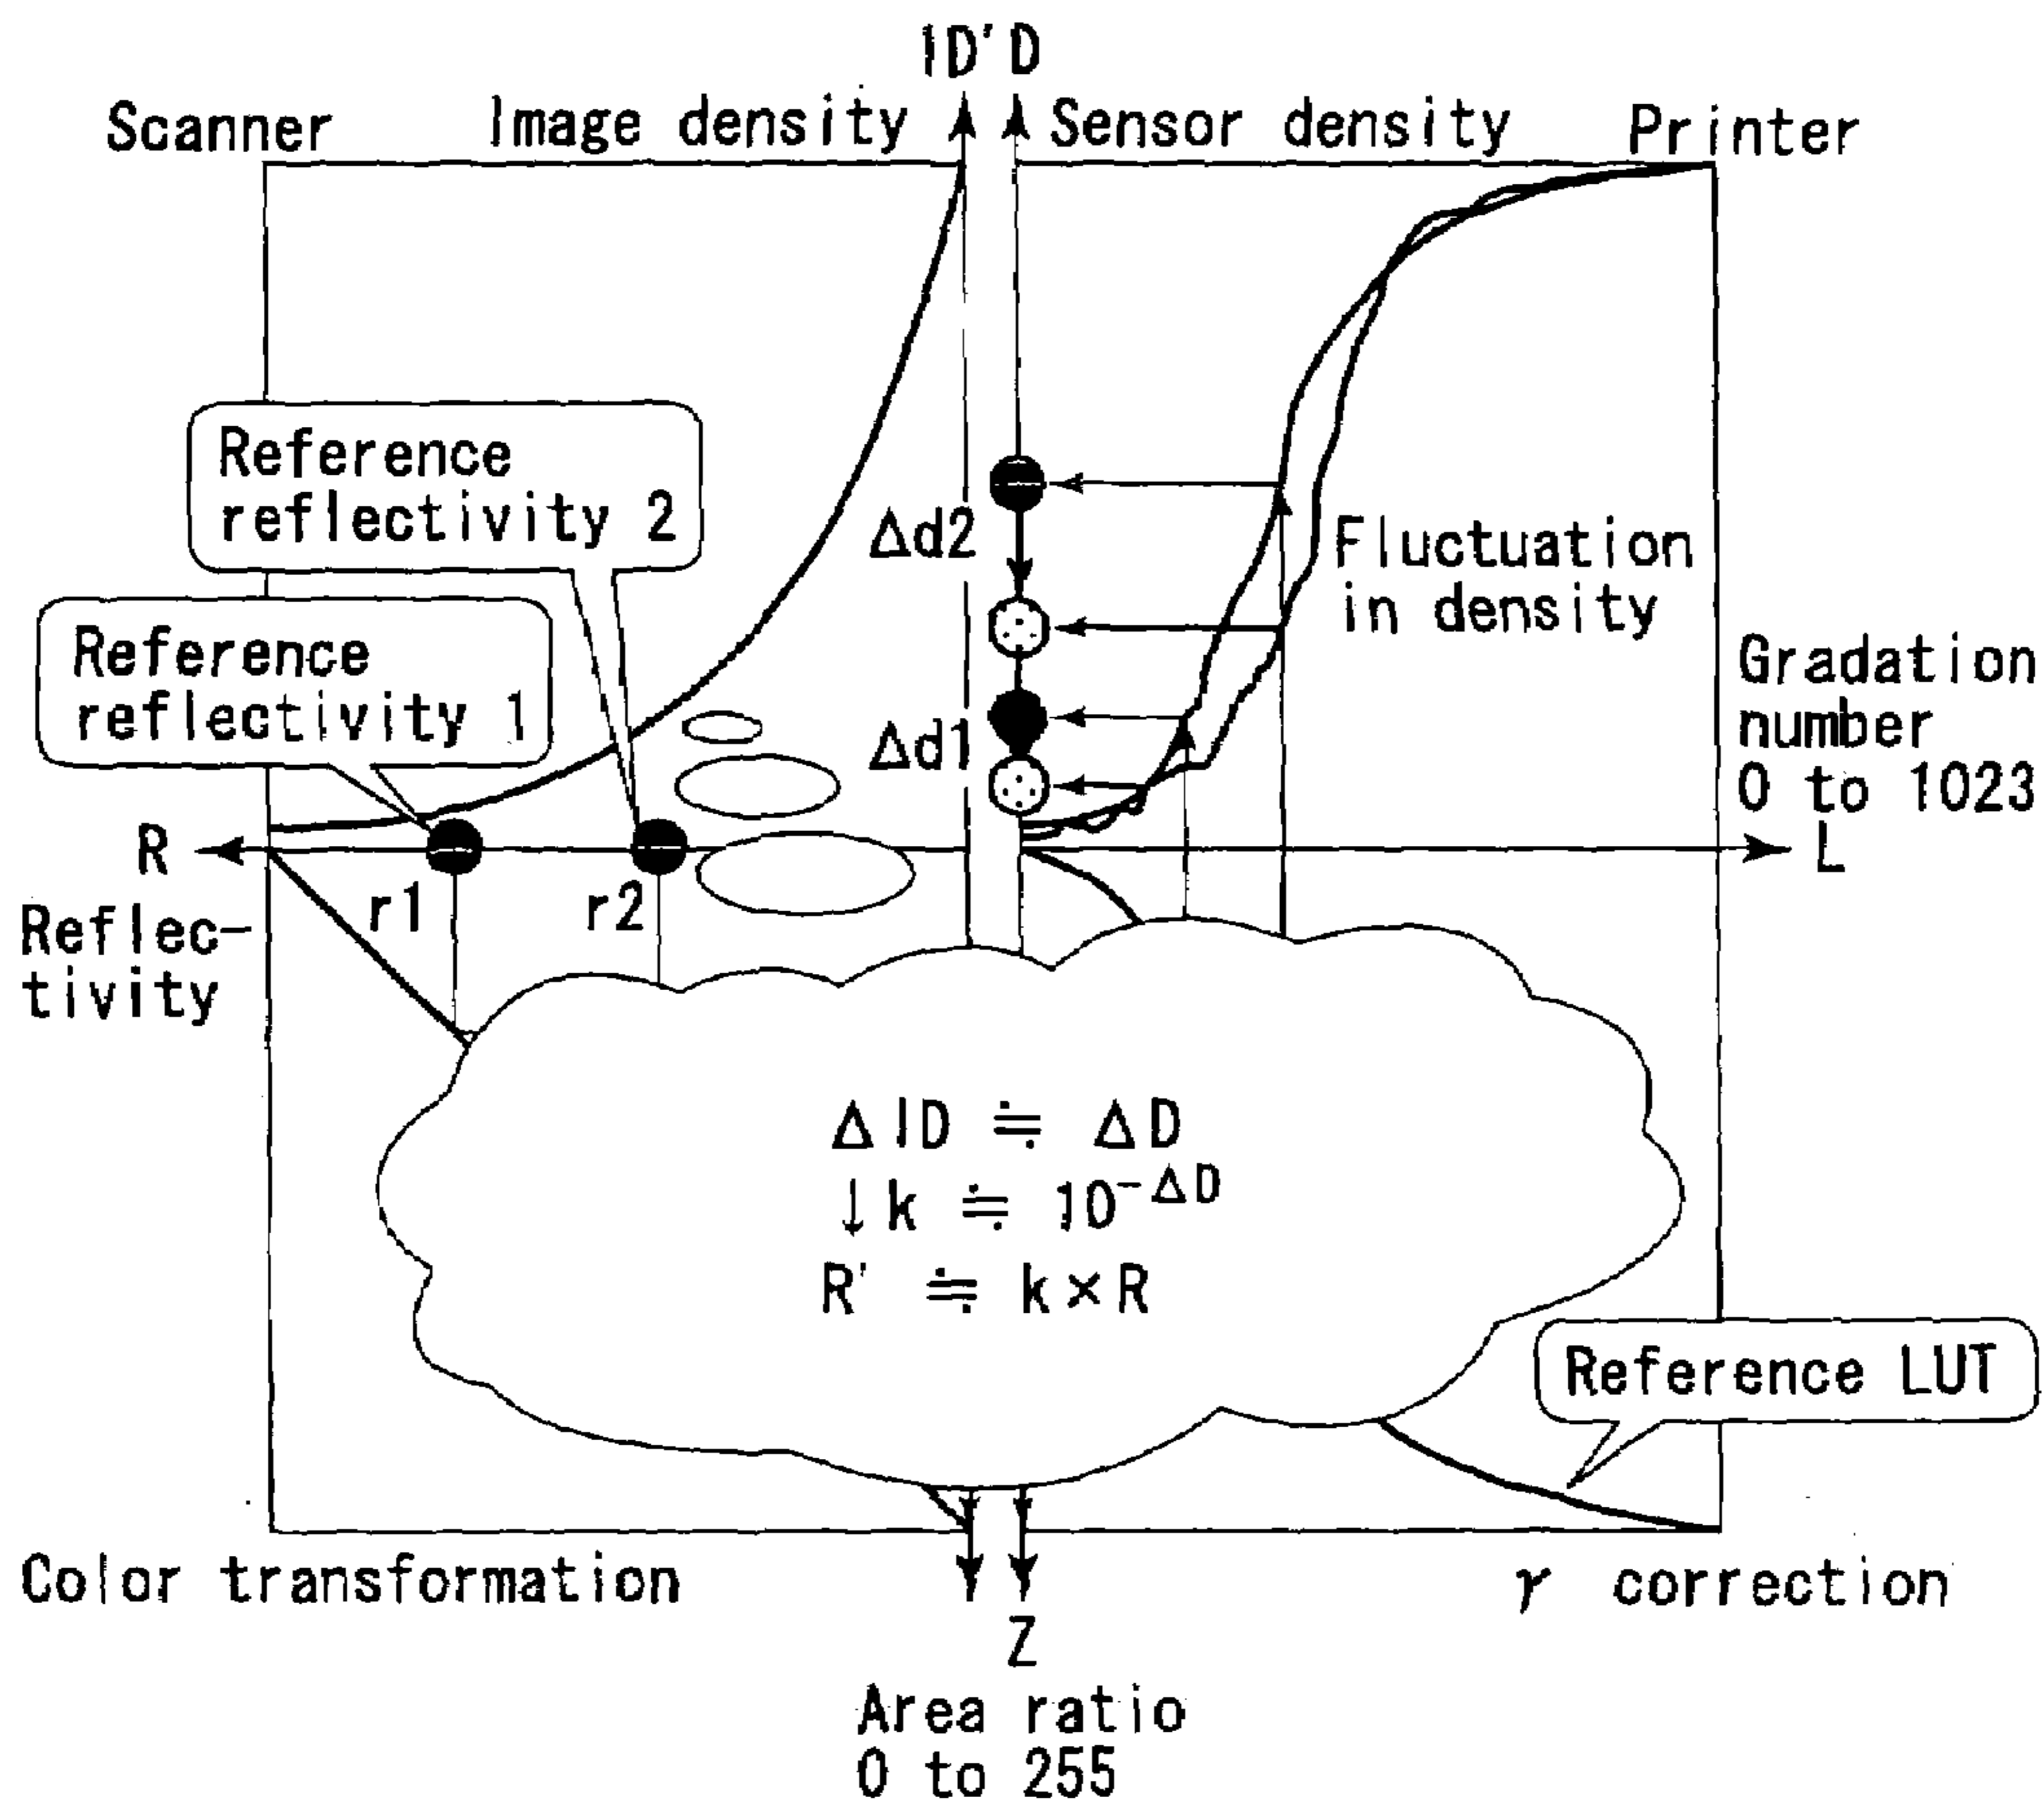 ID'D
Scanner
Image density
Sensor density
Printer
Reference
reflectivity 2
Δd2
Fluctuation
in density
Reference
reflectivity 1
Δd1
Gradation
number
0 to 1023
R
L
r1
r2
Reflec-
tivity
ΔID ≒ ΔD
↓k ≒ 10^-ΔD
R' ≒ k×R
Reference LUT
Color transformation
γ correction
Z
Area ratio
0 to 255